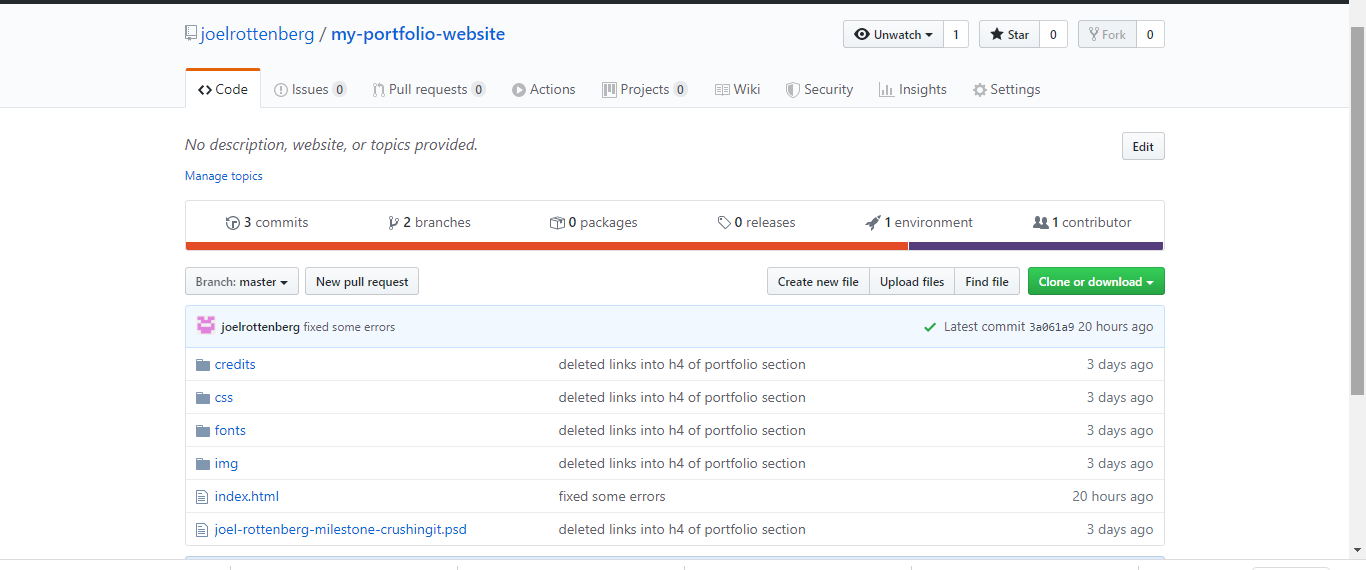 joelrottenberg / my-portfolio-website Unwatch 1 Star 0 Fork 0
Code Issues 0 Pull requests 0 Actions Projects 0 Wiki Security Insights Settings
No description, website, or topics provided. Edit
Manage topics
3 commits 2 branches 0 packages 0 releases 1 environment 1 contributor
Branch: master New pull request Create new file Upload files Find file Clone or download
joelrottenberg fixed some errors Latest commit 3a061a9 20 hours ago
credits deleted links into h4 of portfolio section 3 days ago
css deleted links into h4 of portfolio section 3 days ago
fonts deleted links into h4 of portfolio section 3 days ago
img deleted links into h4 of portfolio section 3 days ago
index.html fixed some errors 20 hours ago
joel-rottenberg-milestone-crushingit.psd deleted links into h4 of portfolio section 3 days ago